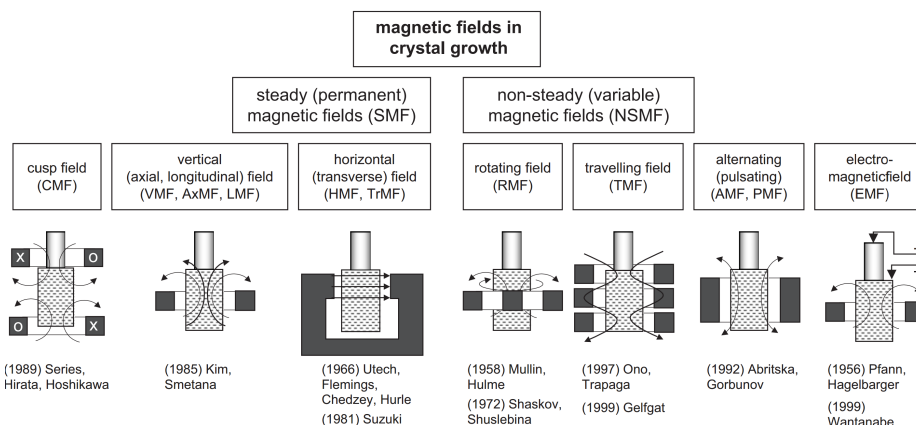 magnetic fields in
crystal growth
steady (permanent)
magnetic fields (SMF)
non-steady (variable)
magnetic fields (NSMF)
cusp field
(CMF)
vertical
(axial, longitudinal) field
(VMF, AxMF, LMF)
horizontal
(transverse) field
(HMF, TrMF)
rotating field
(RMF)
travelling field
(TMF)
alternating
(pulsating)
(AMF, PMF)
electro-
magneticfield
(EMF)
X O
O X
(1989) Series,
Hirata, Hoshikawa
(1985) Kim,
Smetana
(1966) Utech,
Flemings,
Chedzey, Hurle
(1981) Suzuki
(1958) Mullin,
Hulme
(1972) Shaskov,
Shuslebina
(1997) Ono,
Trapaga
(1999) Gelfgat
(1992) Abritska,
Gorbunov
(1956) Pfann,
Hagelbarger
(1999)
Wantanabe